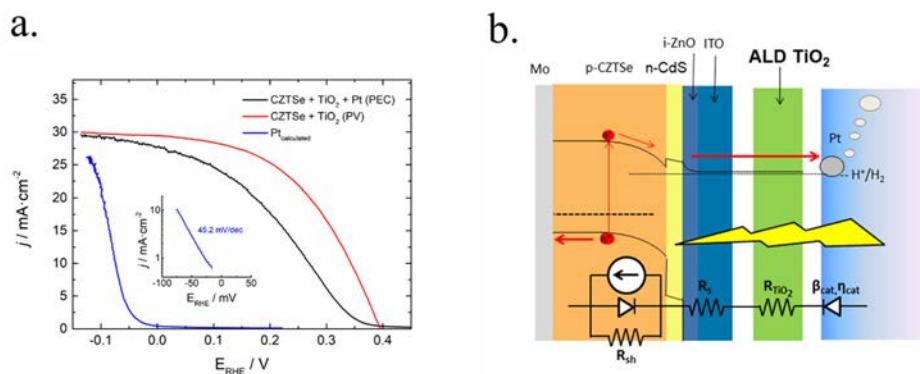 a.
35
30
25
20
15
10
5
0
j / mA·cm⁻²
CZTSe + TiO₂ + Pt (PEC)
CZTSe + TiO₂ (PV)
Pt_calculated
10
1
j / mA·cm⁻²
45.2 mV/dec
-100 -50 0 50
E_RHE / mV
-0.1 0.0 0.1 0.2 0.3 0.4
E_RHE / V
b.
i-ZnO ITO
Mo p-CZTSe n-CdS ALD TiO₂
Pt
H⁺/H₂
R_s R_TiO₂ β_cat,η_cat
R_sh